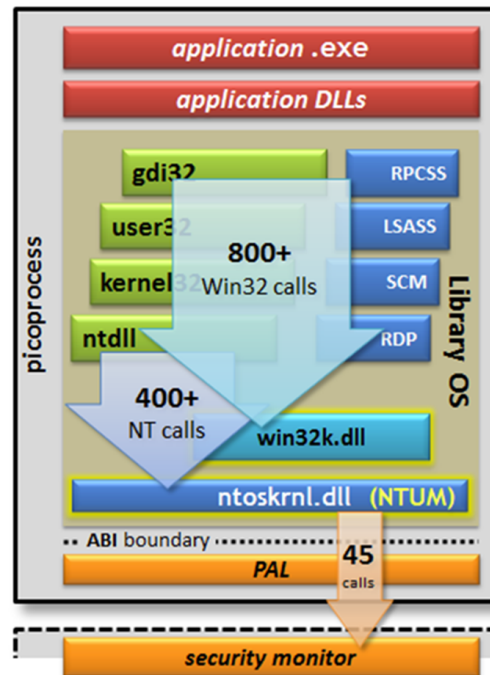 application .exe
application DLLs
picoprocess
gdi32
RPCSS
user32
LSASS
800+
Win32 calls
kernel32
SCM
ntdll
RDP
Library OS
400+
NT calls
win32k.dll
ntoskrnl.dll (NTUM)
ABI boundary
45
calls
PAL
security monitor